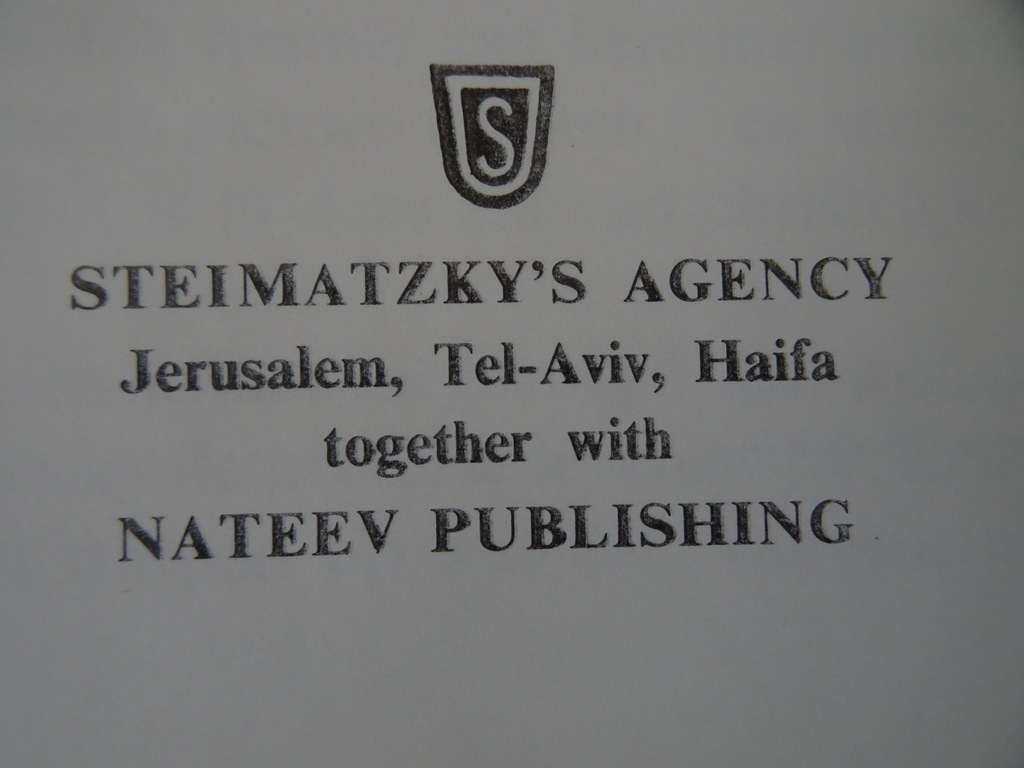 S
STEIMATZKY'S AGENCY
Jerusalem, Tel-Aviv, Haifa
together with
NATEEV PUBLISHING